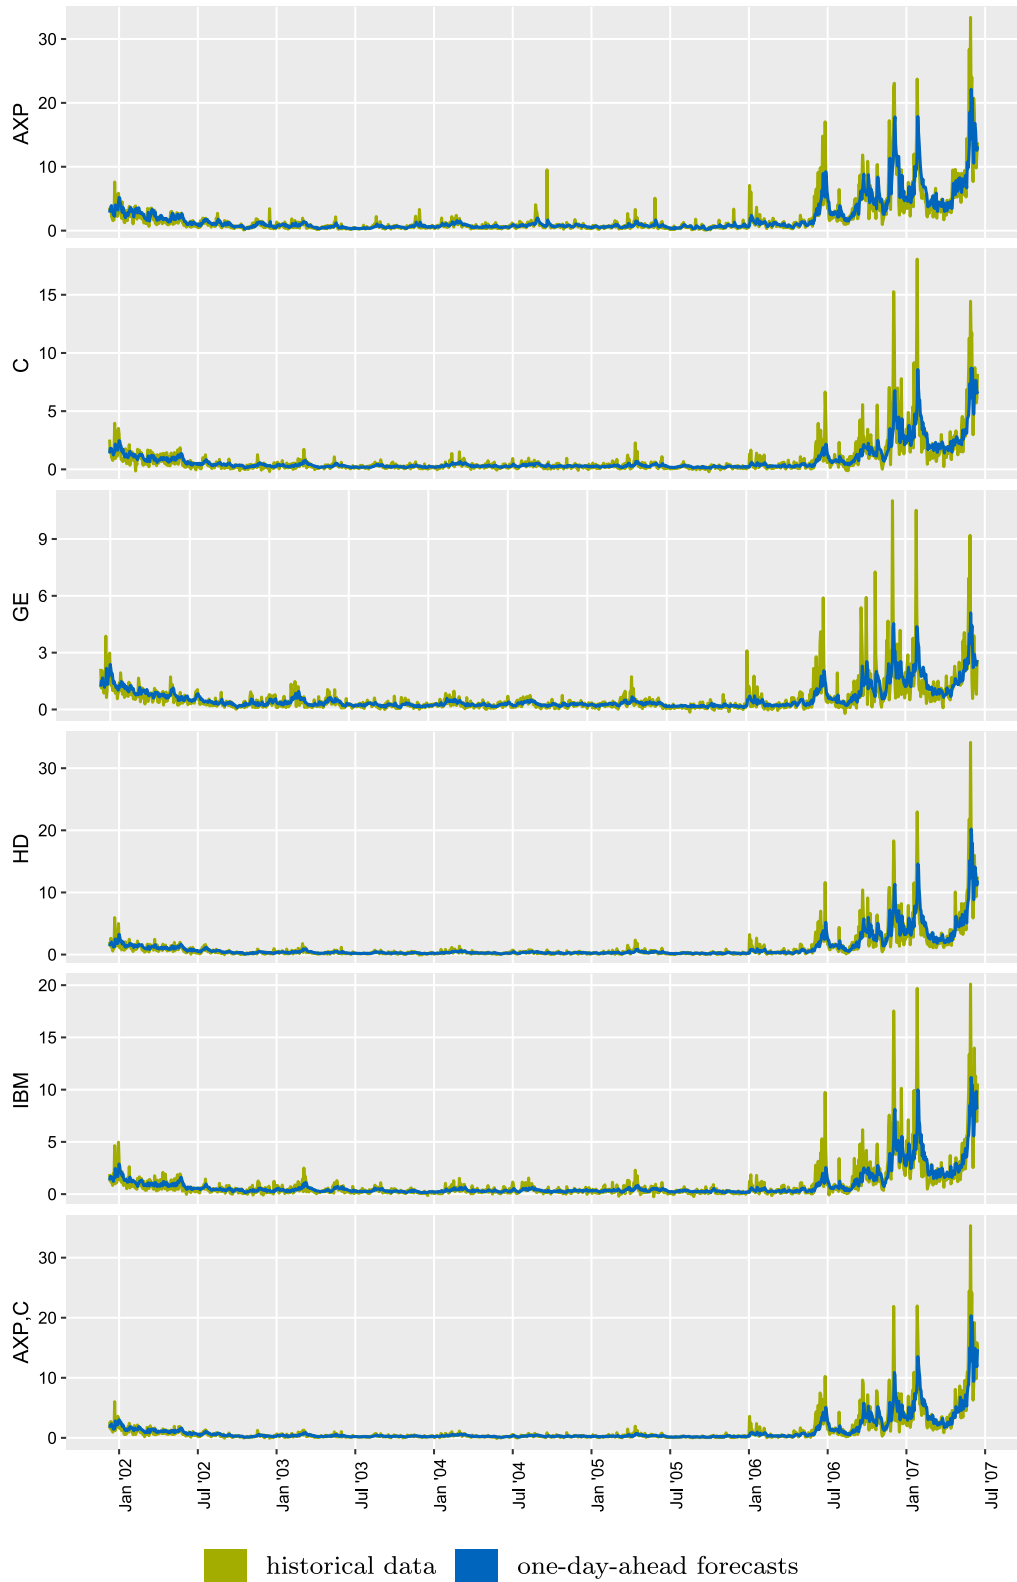 AXP
30
20
10
0
C
15
10
5
0
GE
9
6
3
0
HD
30
20
10
0
IBM
20
15
10
5
0
AXP,C
30
20
10
0
Jan '02
Jul '02
Jan '03
Jul '03
Jan '04
Jul '04
Jan '05
Jul '05
Jan '06
Jul '06
Jan '07
Jul '07
historical data
one-day-ahead forecasts